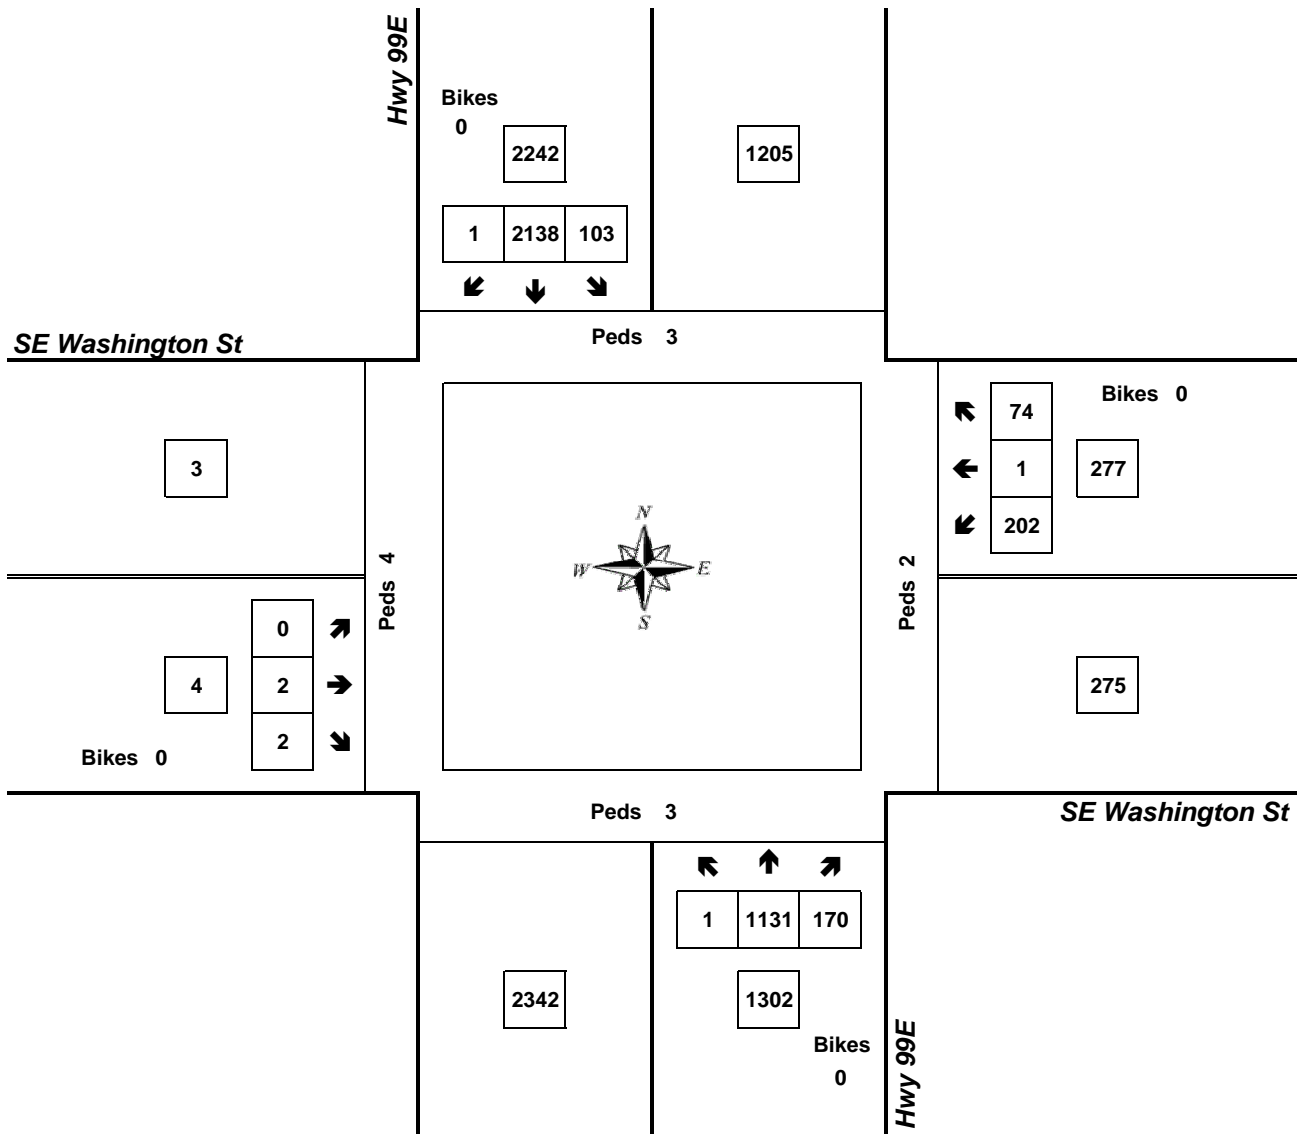 Hwy 99E
Bikes
0
2242
1205
1 2138 103
SE Washington St
Peds 3
74
Bikes 0
3
1
277
202
N
W E
S
Peds 4
Peds 2
0
4
2
275
2
Bikes 0
Peds 3
SE Washington St
1 1131 170
2342
1302
Bikes
0
Hwy 99E